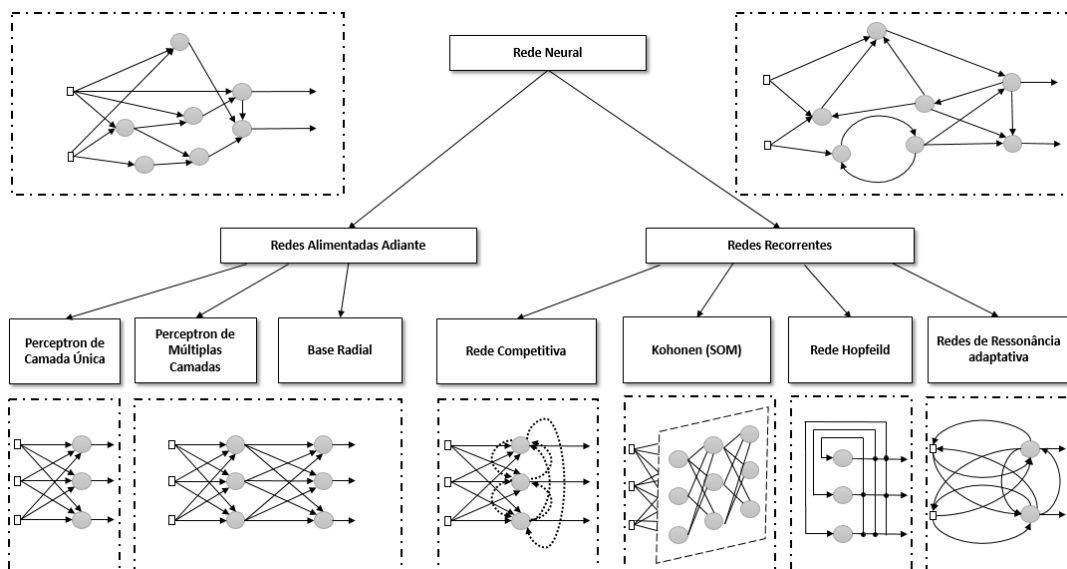 Rede Neural
Redes Alimentadas Adiante
Redes Recorrentes
Perceptron de
Camada Única
Perceptron de
Múltiplas
Camadas
Base Radial
Rede Competitiva
Kohonen (SOM)
Rede Hopfeild
Redes de Ressonância
adaptativa